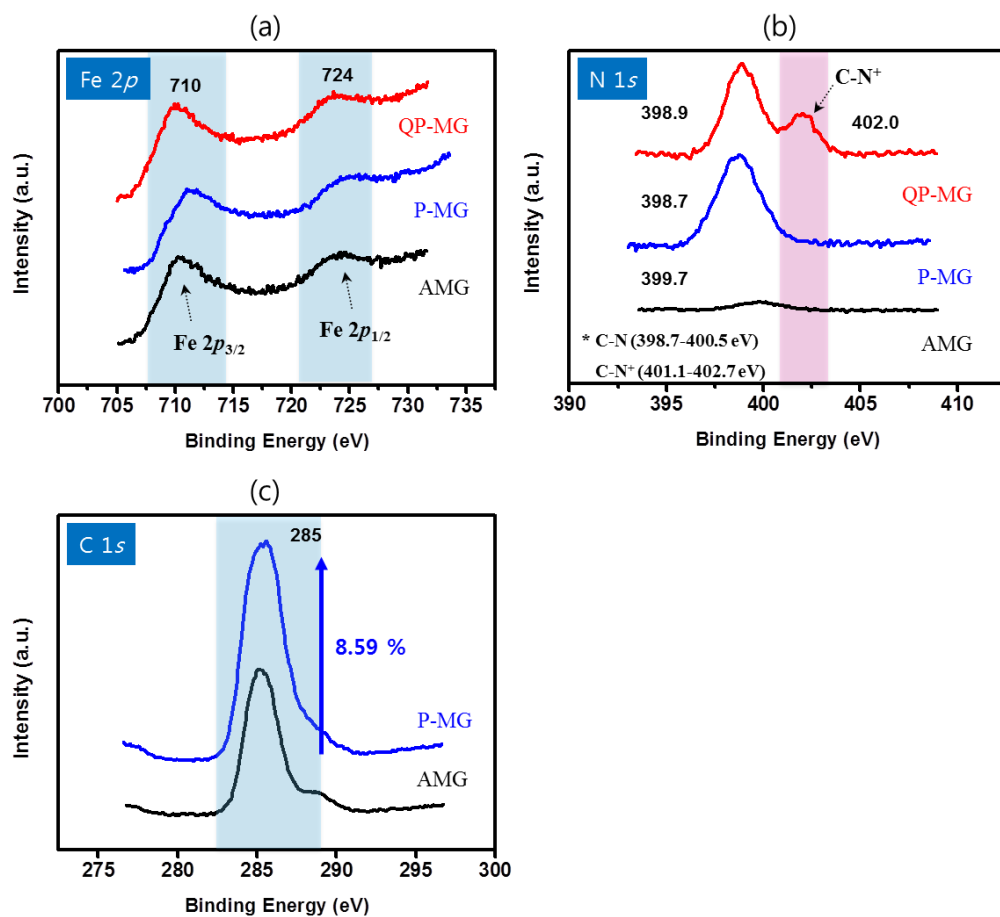 (a)
Fe 2p
710
724
QP-MG
P-MG
AMG
Fe 2p3/2
Fe 2p1/2
Intensity (a.u.)
700 705 710 715 720 725 730 735
Binding Energy (eV)
(b)
N 1s
C-N⁺
398.9
402.0
QP-MG
398.7
P-MG
399.7
AMG
* C-N (398.7-400.5 eV)
C-N⁺ (401.1-402.7 eV)
Intensity (a.u.)
390 395 400 405 410
Binding Energy (eV)
(c)
C 1s
285
8.59 %
P-MG
AMG
Intensity (a.u.)
275 280 285 290 295 300
Binding Energy (eV)